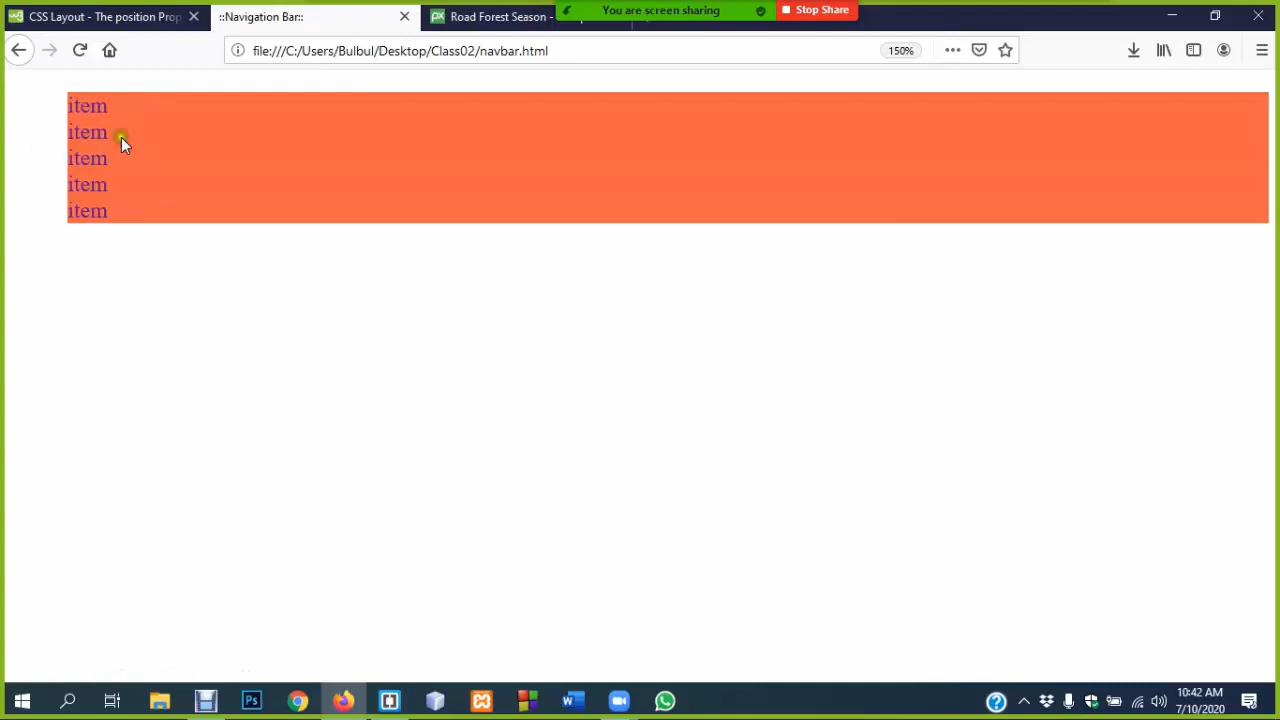 CSS Layout - The position Prop
::Navigation Bar::
Road Forest Season -
You are screen sharing
Stop Share
file:///C:/Users/Bulbul/Desktop/Class02/navbar.html
150%
item
item
item
item
item
10:42 AM
7/10/2020